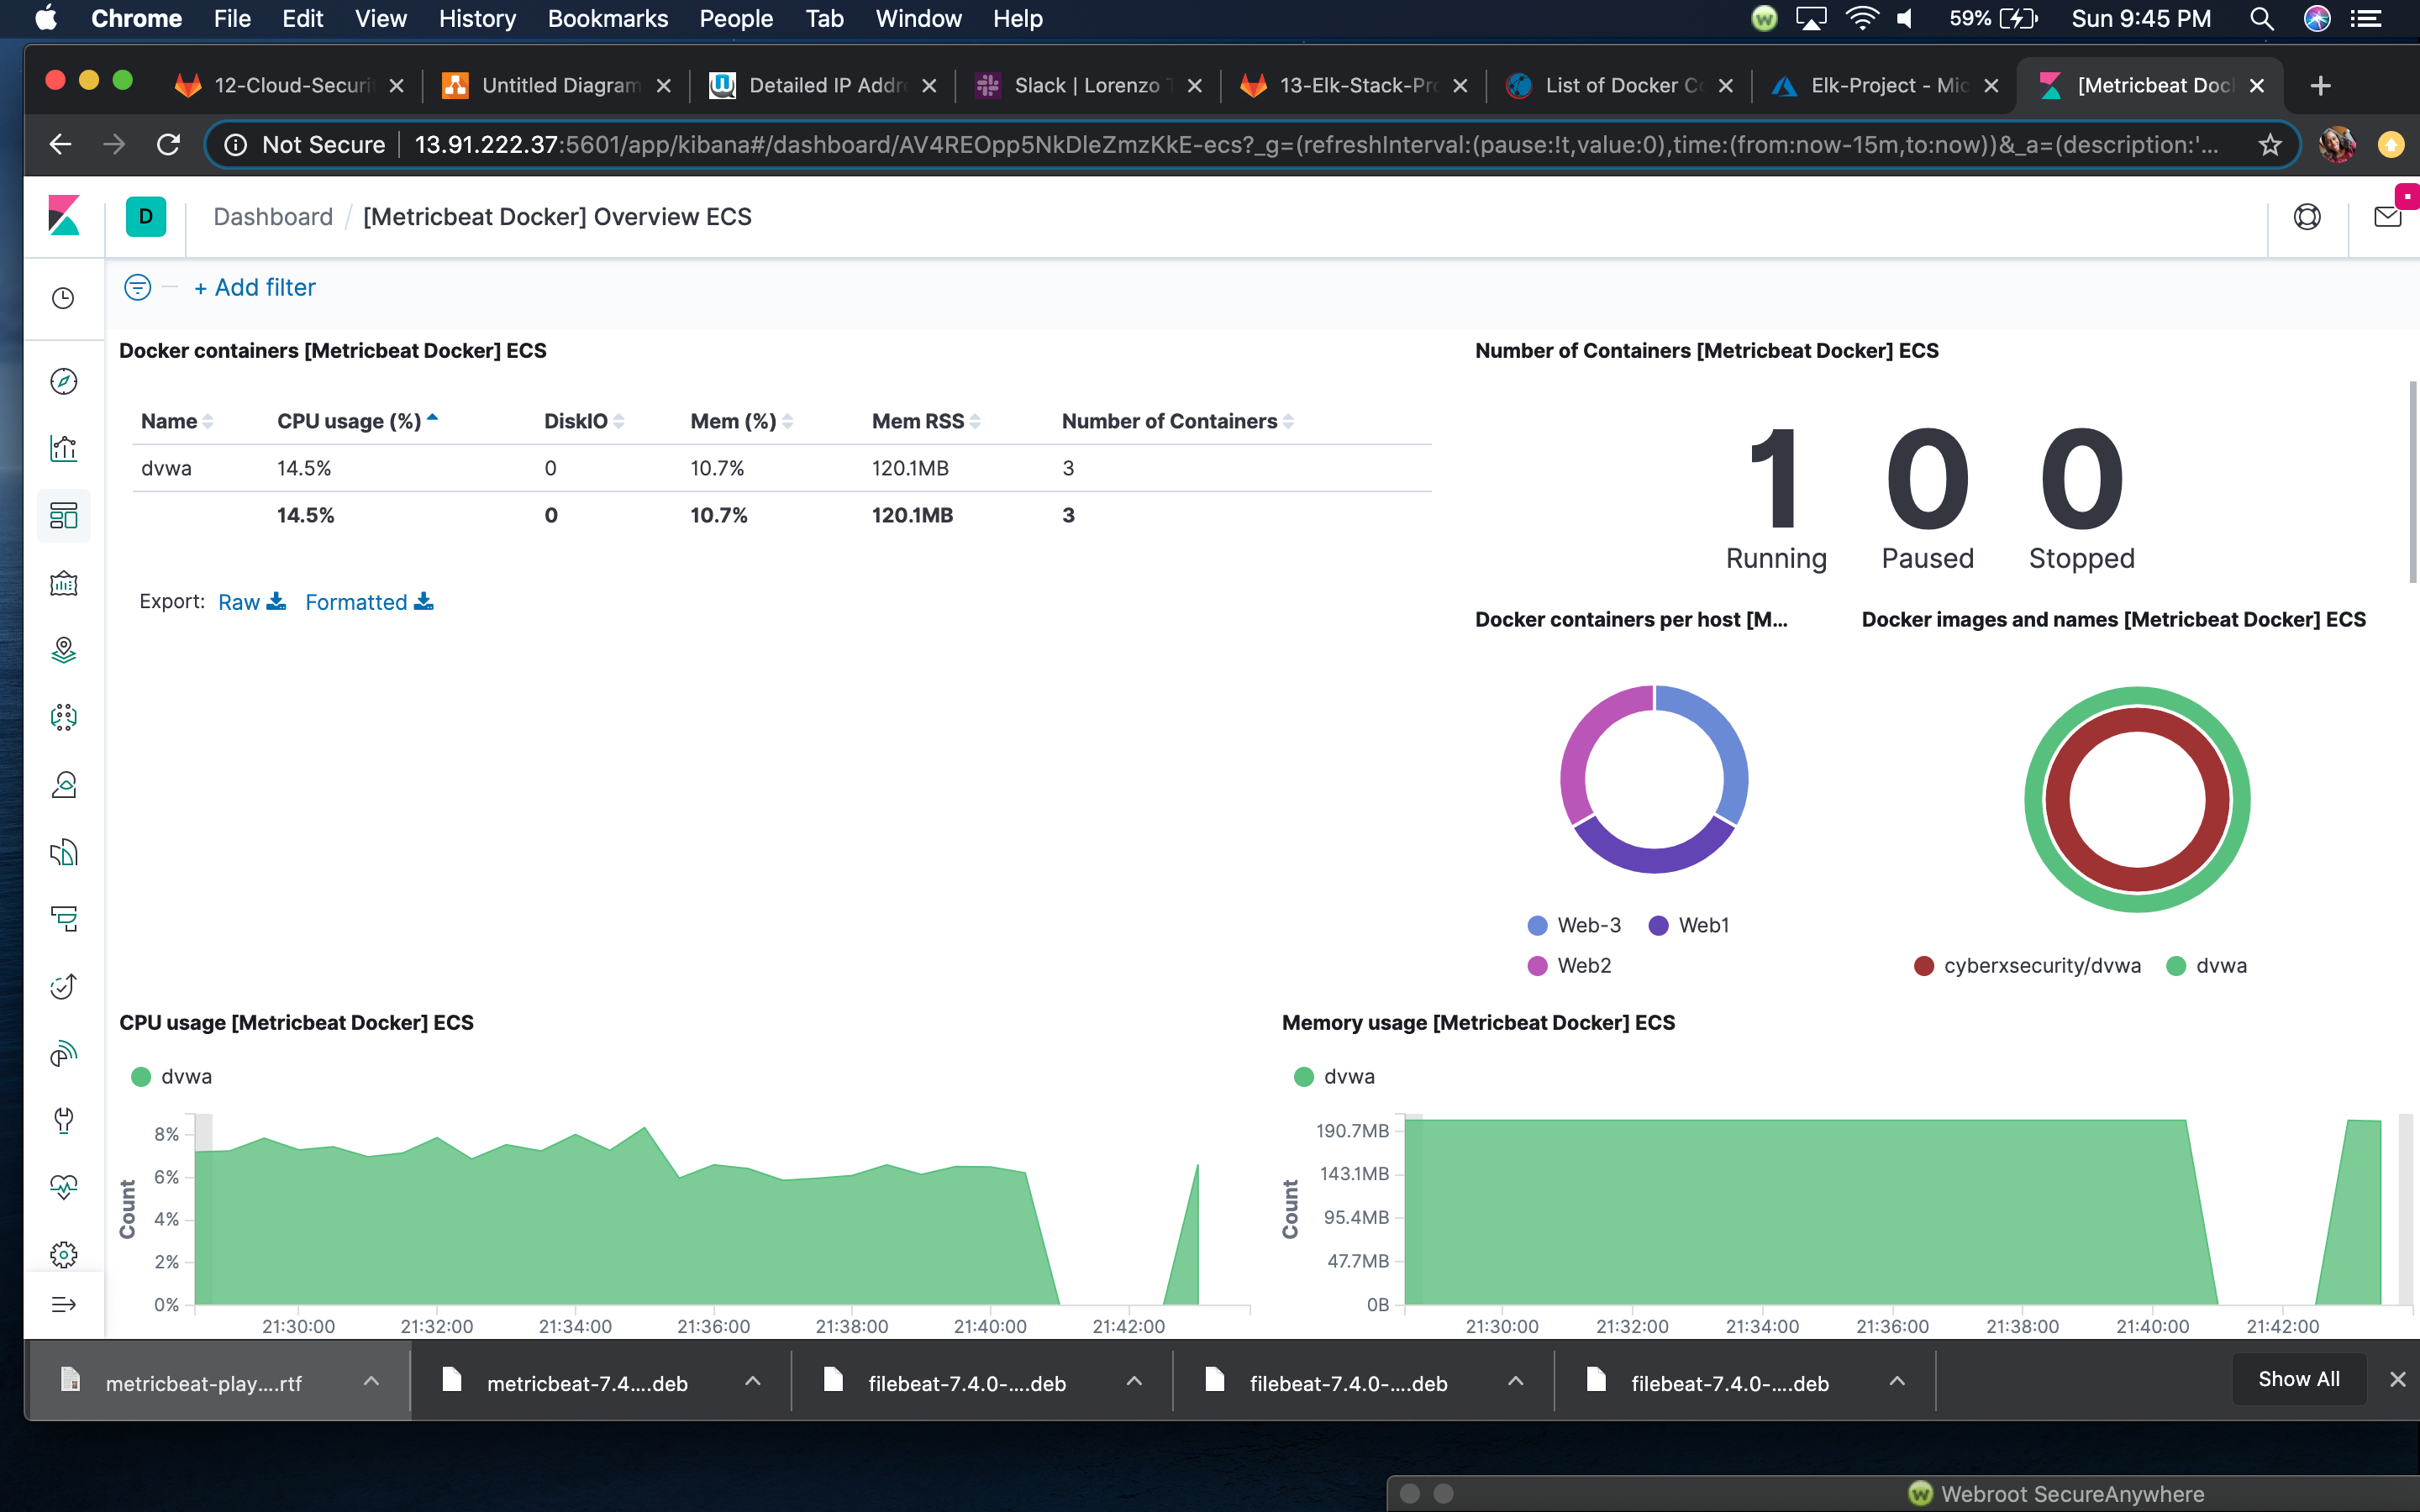 Chrome File Edit View History Bookmarks People Tab Window Help 59% Sun 9:45 PM
12-Cloud-Securi Untitled Diagram Detailed IP Addre Slack | Lorenzo T 13-Elk-Stack-Pro List of Docker Co Elk-Project - Mic [Metricbeat Doc
Not Secure 13.91.222.37:5601/app/kibana#/dashboard/AV4REOpp5NkDleZmzKkE-ecs?_g=(refreshInterval:(pause:!t,value:0),time:(from:now-15m,to:now))&_a=(description:'...
D Dashboard / [Metricbeat Docker] Overview ECS
+ Add filter
Docker containers [Metricbeat Docker] ECS
Name CPU usage (%) DiskIO Mem (%) Mem RSS Number of Containers
dvwa 14.5% 0 10.7% 120.1MB 3
14.5% 0 10.7% 120.1MB 3
Export: Raw Formatted
Number of Containers [Metricbeat Docker] ECS
1 0 0
Running Paused Stopped
Docker containers per host [M...
Web-3 Web1
Web2
Docker images and names [Metricbeat Docker] ECS
cyberxsecurity/dvwa dvwa
CPU usage [Metricbeat Docker] ECS
dvwa
Count
8%
6%
4%
2%
0%
21:30:00 21:32:00 21:34:00 21:36:00 21:38:00 21:40:00 21:42:00
Memory usage [Metricbeat Docker] ECS
dvwa
Count
190.7MB
143.1MB
95.4MB
47.7MB
0B
21:30:00 21:32:00 21:34:00 21:36:00 21:38:00 21:40:00 21:42:00
metricbeat-play....rtf metricbeat-7.4....deb filebeat-7.4.0-....deb filebeat-7.4.0-....deb filebeat-7.4.0-....deb Show All
Webroot SecureAnywhere